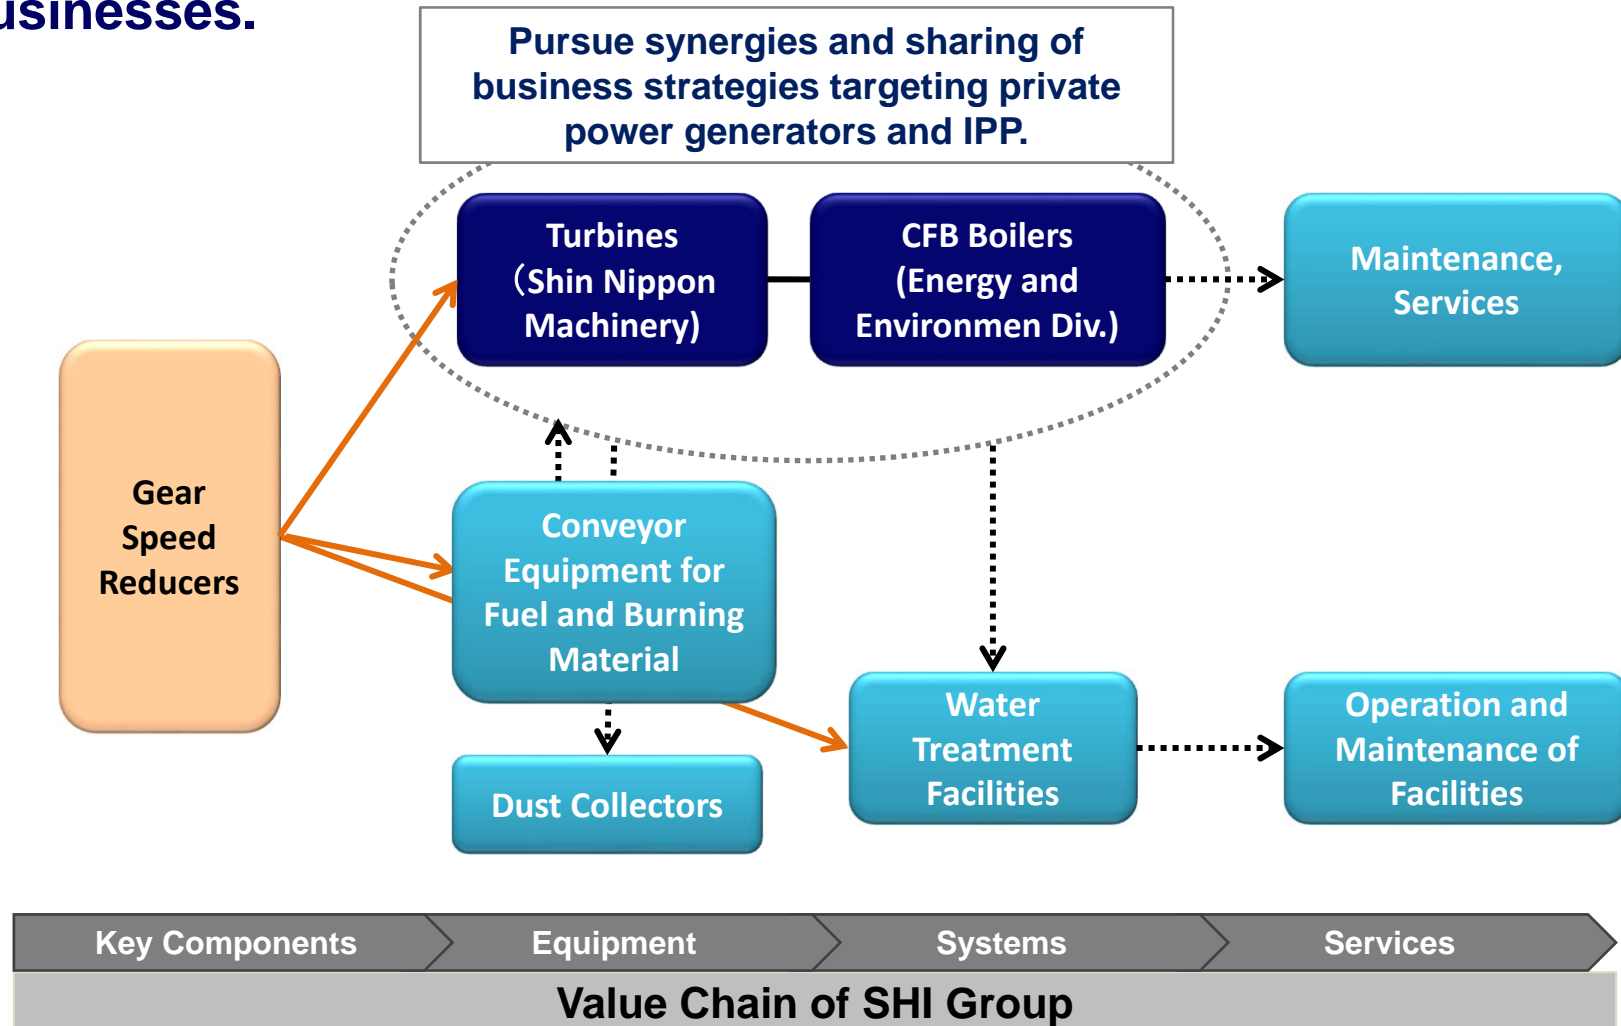 usinesses.
Pursue synergies and sharing of
business strategies targeting private
power generators and IPP.
Turbines
（Shin Nippon
Machinery)
CFB Boilers
(Energy and
Environmen Div.)
Maintenance,
Services
Gear
Speed
Reducers
Conveyor
Equipment for
Fuel and Burning
Material
Water
Treatment
Facilities
Operation and
Maintenance of
Facilities
Dust Collectors
Key Components
Equipment
Systems
Services
Value Chain of SHI Group